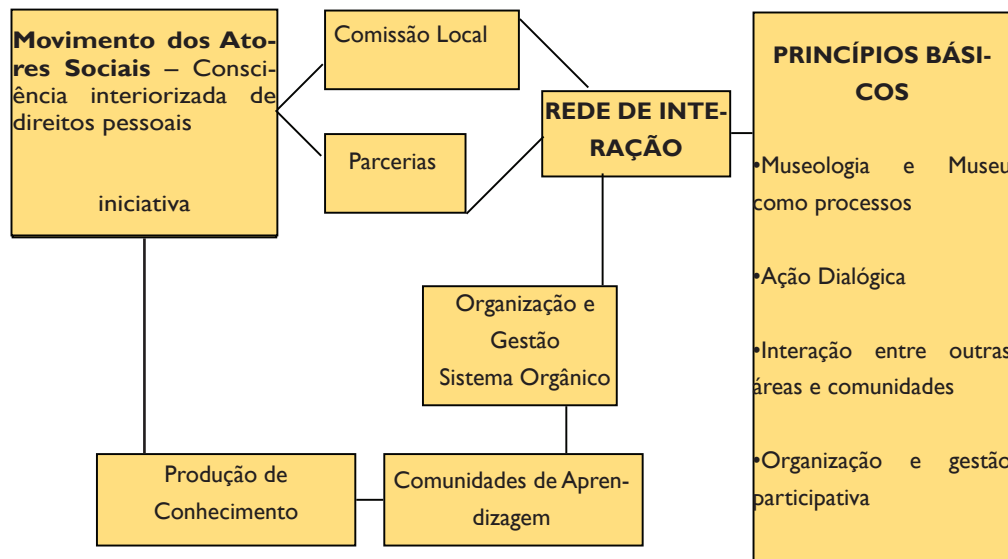 Movimento dos Ato-
res Sociais – Consci-
ência interiorizada de
direitos pessoais
iniciativa
Comissão Local
Parcerias
REDE DE INTE-
RAÇÃO
PRINCÍPIOS BÁSI-
COS
•Museologia e Museu
como processos
•Ação Dialógica
•Interação entre outras
áreas e comunidades
•Organização e gestão
participativa
Organização e
Gestão
Sistema Orgânico
Produção de
Conhecimento
Comunidades de Apren-
dizagem